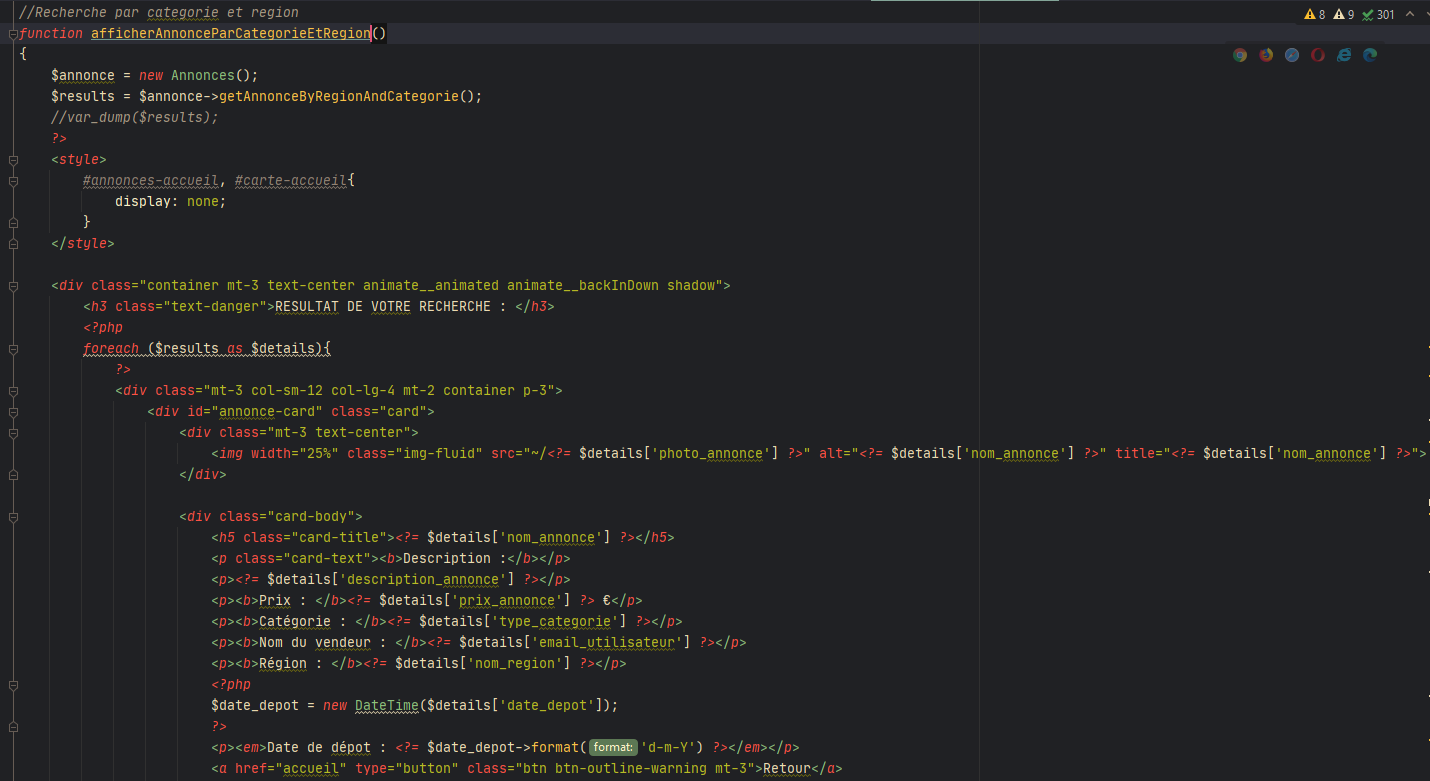 //Recherche par categorie et region
8 9 301
function afficherAnnonceParCategorieEtRegion()
{
$annonce = new Annonces();
$results = $annonce->getAnnonceByRegionAndCategorie();
//var_dump($results);
?>
<style>
#annonces-accueil, #carte-accueil{
display: none;
}
</style>
<div class="container mt-3 text-center animate__animated animate__backInDown shadow">
<h3 class="text-danger">RESULTAT DE VOTRE RECHERCHE : </h3>
<?php
foreach ($results as $details){
?>
<div class="mt-3 col-sm-12 col-lg-4 mt-2 container p-3">
<div id="annonce-card" class="card">
<div class="mt-3 text-center">
<img width="25%" class="img-fluid" src="~/<?= $details['photo_annonce'] ?>" alt="<?= $details['nom_annonce'] ?>" title="<?= $details['nom_annonce'] ?>">
</div>
<div class="card-body">
<h5 class="card-title"><?= $details['nom_annonce'] ?></h5>
<p class="card-text"><b>Description :</b></p>
<p><?= $details['description_annonce'] ?></p>
<p><b>Prix : </b><?= $details['prix_annonce'] ?> €</p>
<p><b>Catégorie : </b><?= $details['type_categorie'] ?></p>
<p><b>Nom du vendeur : </b><?= $details['email_utilisateur'] ?></p>
<p><b>Région : </b><?= $details['nom_region'] ?></p>
<?php
$date_depot = new DateTime($details['date_depot']);
?>
<p><em>Date de dépot : <?= $date_depot->format( format: 'd-m-Y') ?></em></p>
<a href="accueil" type="button" class="btn btn-outline-warning mt-3">Retour</a>